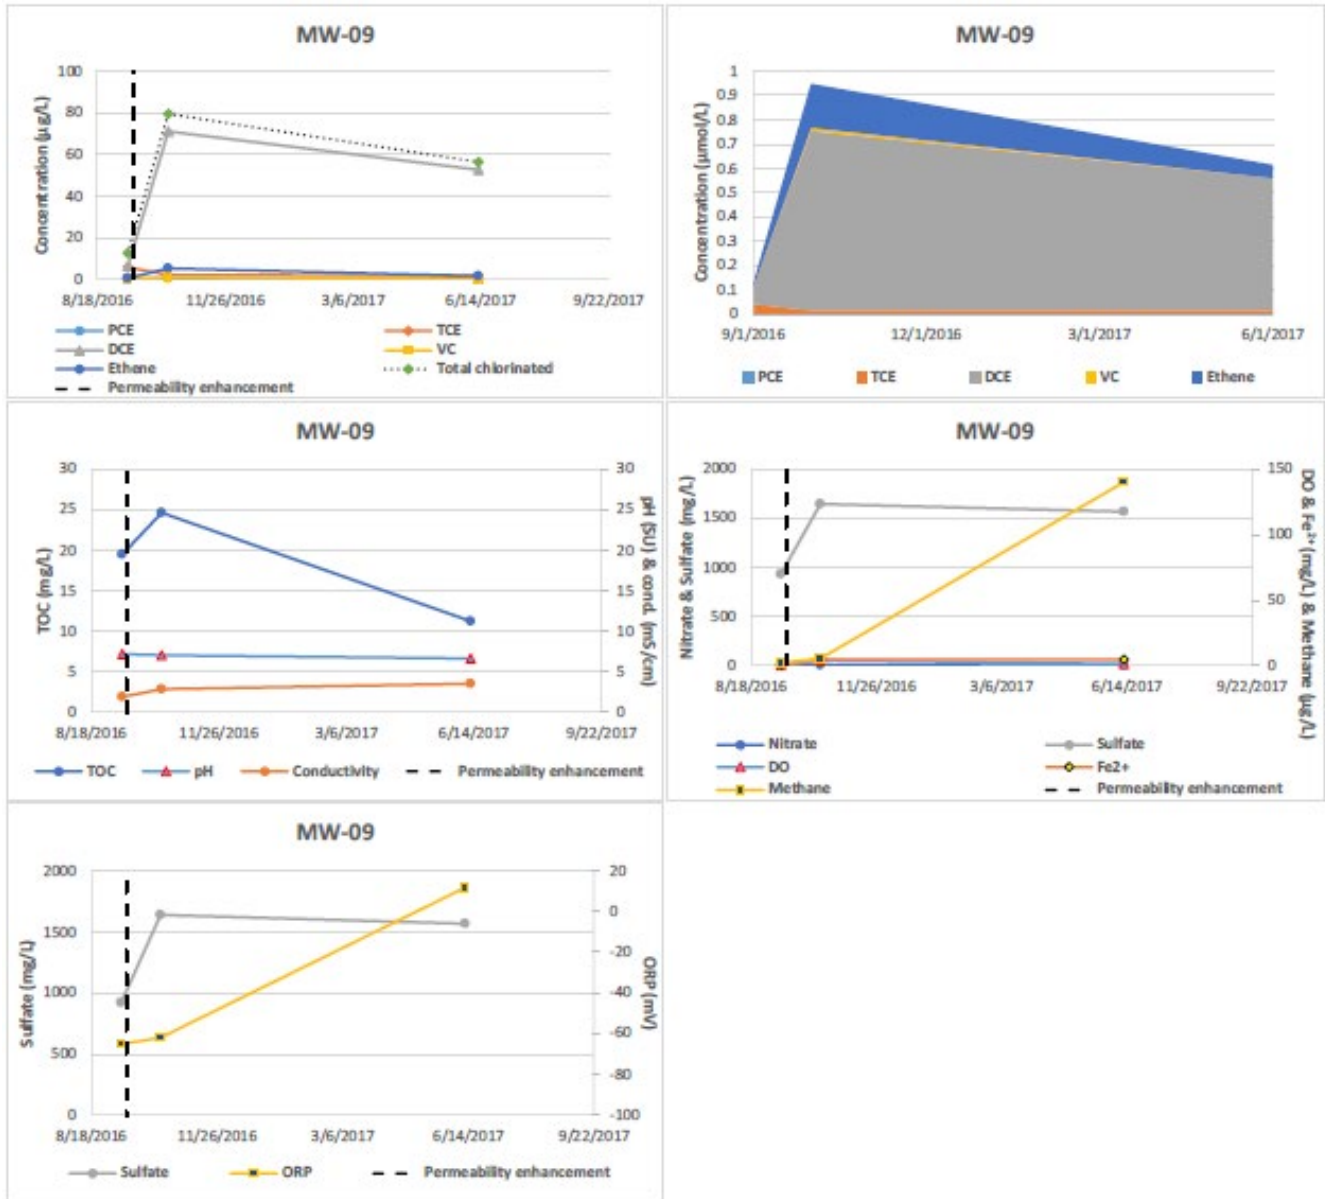 MW-09
Concentration (µg/L)
100
80
60
40
20
0
8/18/2016 11/26/2016 3/6/2017 6/14/2017 9/22/2017
PCE TCE
DCE VC
Ethene Total chlorinated
Permeability enhancement
MW-09
Concentration (µmol/L)
1
0.9
0.8
0.7
0.6
0.5
0.4
0.3
0.2
0.1
0
9/1/2016 12/1/2016 3/1/2017 6/1/2017
PCE TCE DCE VC Ethene
MW-09
TOC (mg/L)
pH (SU) & cond. (mS/cm)
30 30
25 25
20 20
15 15
10 10
5 5
0 0
8/18/2016 11/26/2016 3/6/2017 6/14/2017 9/22/2017
TOC pH Conductivity Permeability enhancement
MW-09
Nitrate & Sulfate (mg/L)
DO & Fe²⁺ (mg/L) & Methane (µg/L)
2000 150
1500
100
1000
50
500
0 0
8/18/2016 11/26/2016 3/6/2017 6/14/2017 9/22/2017
Nitrate Sulfate
DO Fe2+
Methane Permeability enhancement
MW-09
Sulfate (mg/L)
ORP (mV)
2000 20
0
1500
-20
1000 -40
-60
500
-80
0 -100
8/18/2016 11/26/2016 3/6/2017 6/14/2017 9/22/2017
Sulfate ORP Permeability enhancement